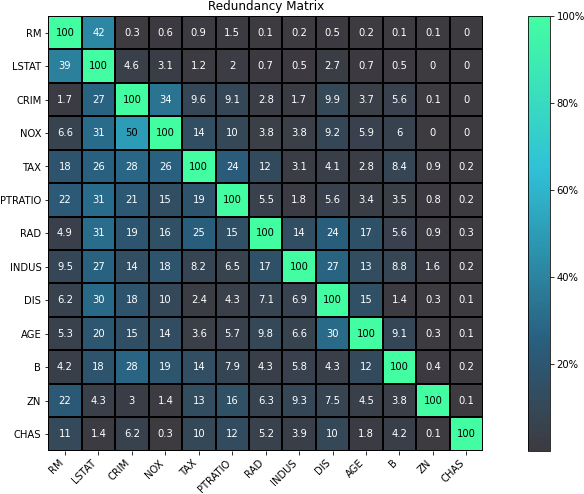 Redundancy Matrix
RM 100 42 0.3 0.6 0.9 1.5 0.1 0.2 0.5 0.2 0.1 0.1 0
LSTAT 39 100 4.6 3.1 1.2 2 0.7 0.5 2.7 0.7 0.5 0 0
CRIM 1.7 27 100 34 9.6 9.1 2.8 1.7 9.9 3.7 5.6 0.1 0
NOX 6.6 31 50 100 14 10 3.8 3.8 9.2 5.9 6 0 0
TAX 18 26 28 26 100 24 12 3.1 4.1 2.8 8.4 0.9 0.2
PTRATIO 22 31 21 15 19 100 5.5 1.8 5.6 3.4 3.5 0.8 0.2
RAD 4.9 31 19 16 25 15 100 14 24 17 5.6 0.9 0.3
INDUS 9.5 27 14 18 8.2 6.5 17 100 27 13 8.8 1.6 0.2
DIS 6.2 30 18 10 2.4 4.3 7.1 6.9 100 15 1.4 0.3 0.1
AGE 5.3 20 15 14 3.6 5.7 9.8 6.6 30 100 9.1 0.3 0.1
B 4.2 18 28 19 14 7.9 4.3 5.8 4.3 12 100 0.4 0.2
ZN 22 4.3 3 1.4 13 16 6.3 9.3 7.5 4.5 3.8 100 0.1
CHAS 11 1.4 6.2 0.3 10 12 5.2 3.9 10 1.8 4.2 0.1 100
RM LSTAT CRIM NOX TAX PTRATIO RAD INDUS DIS AGE B ZN CHAS
100%
80%
60%
40%
20%